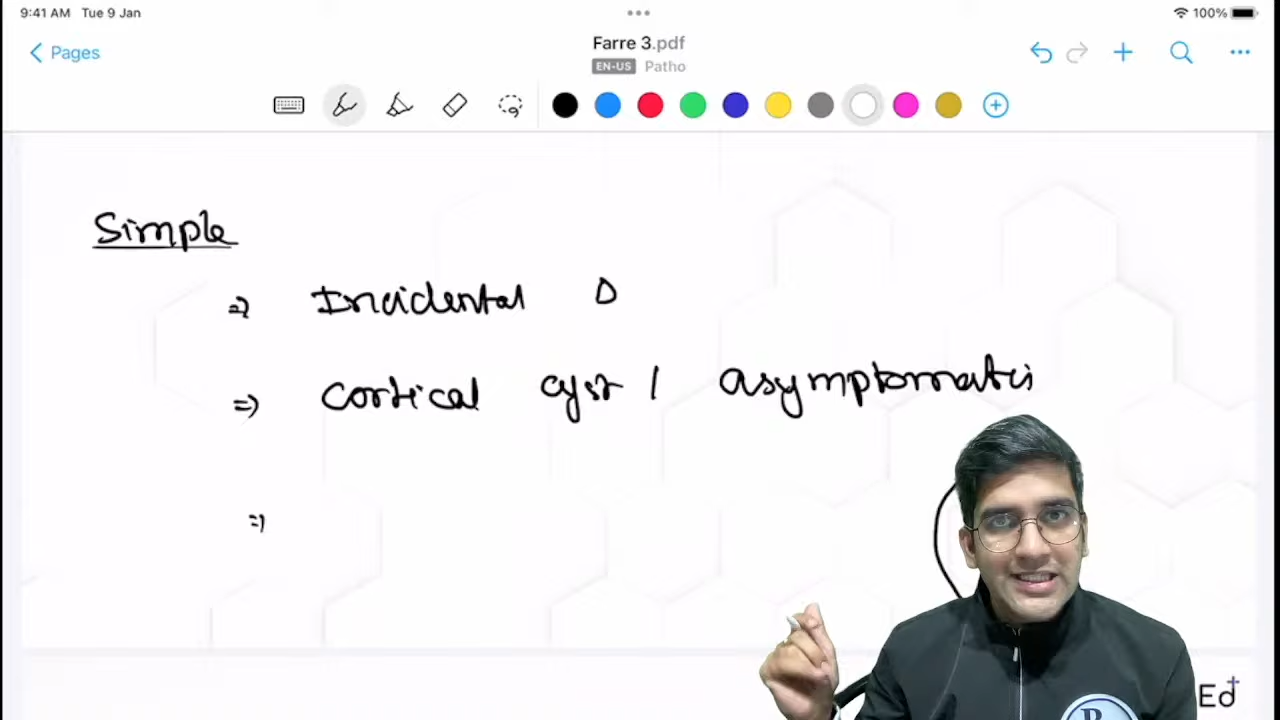 9:41 AM Tue 9 Jan
100%
Pages
Farre 3.pdf
EN-US Patho
Simple
=> Incidental D
=> Cortical cyst / asymptomatic
=>
Ed